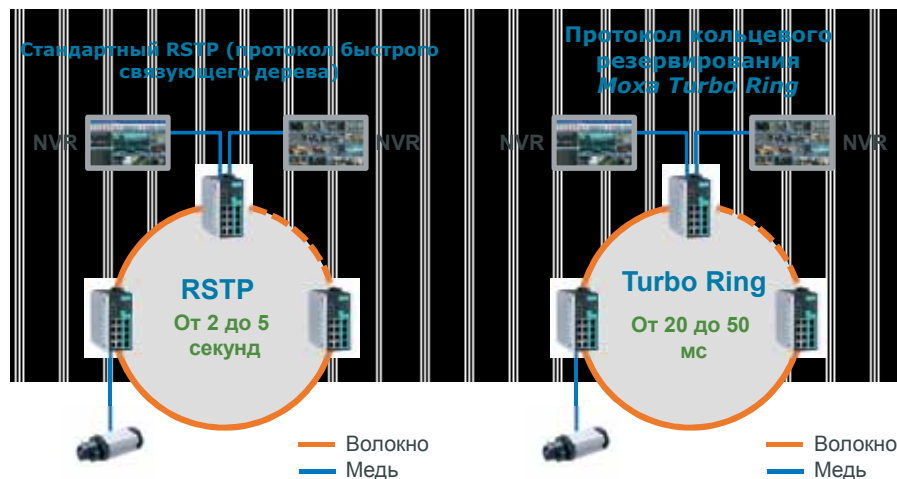 Стандартный RSTP (протокол быстрого
связующего дерева)
NVR
NVR
RSTP
От 2 до 5
секунд
Волокно
Медь
Протокол кольцевого
резервирования
Moxa Turbo Ring
NVR
NVR
Turbo Ring
От 20 до 50
мс
Волокно
Медь